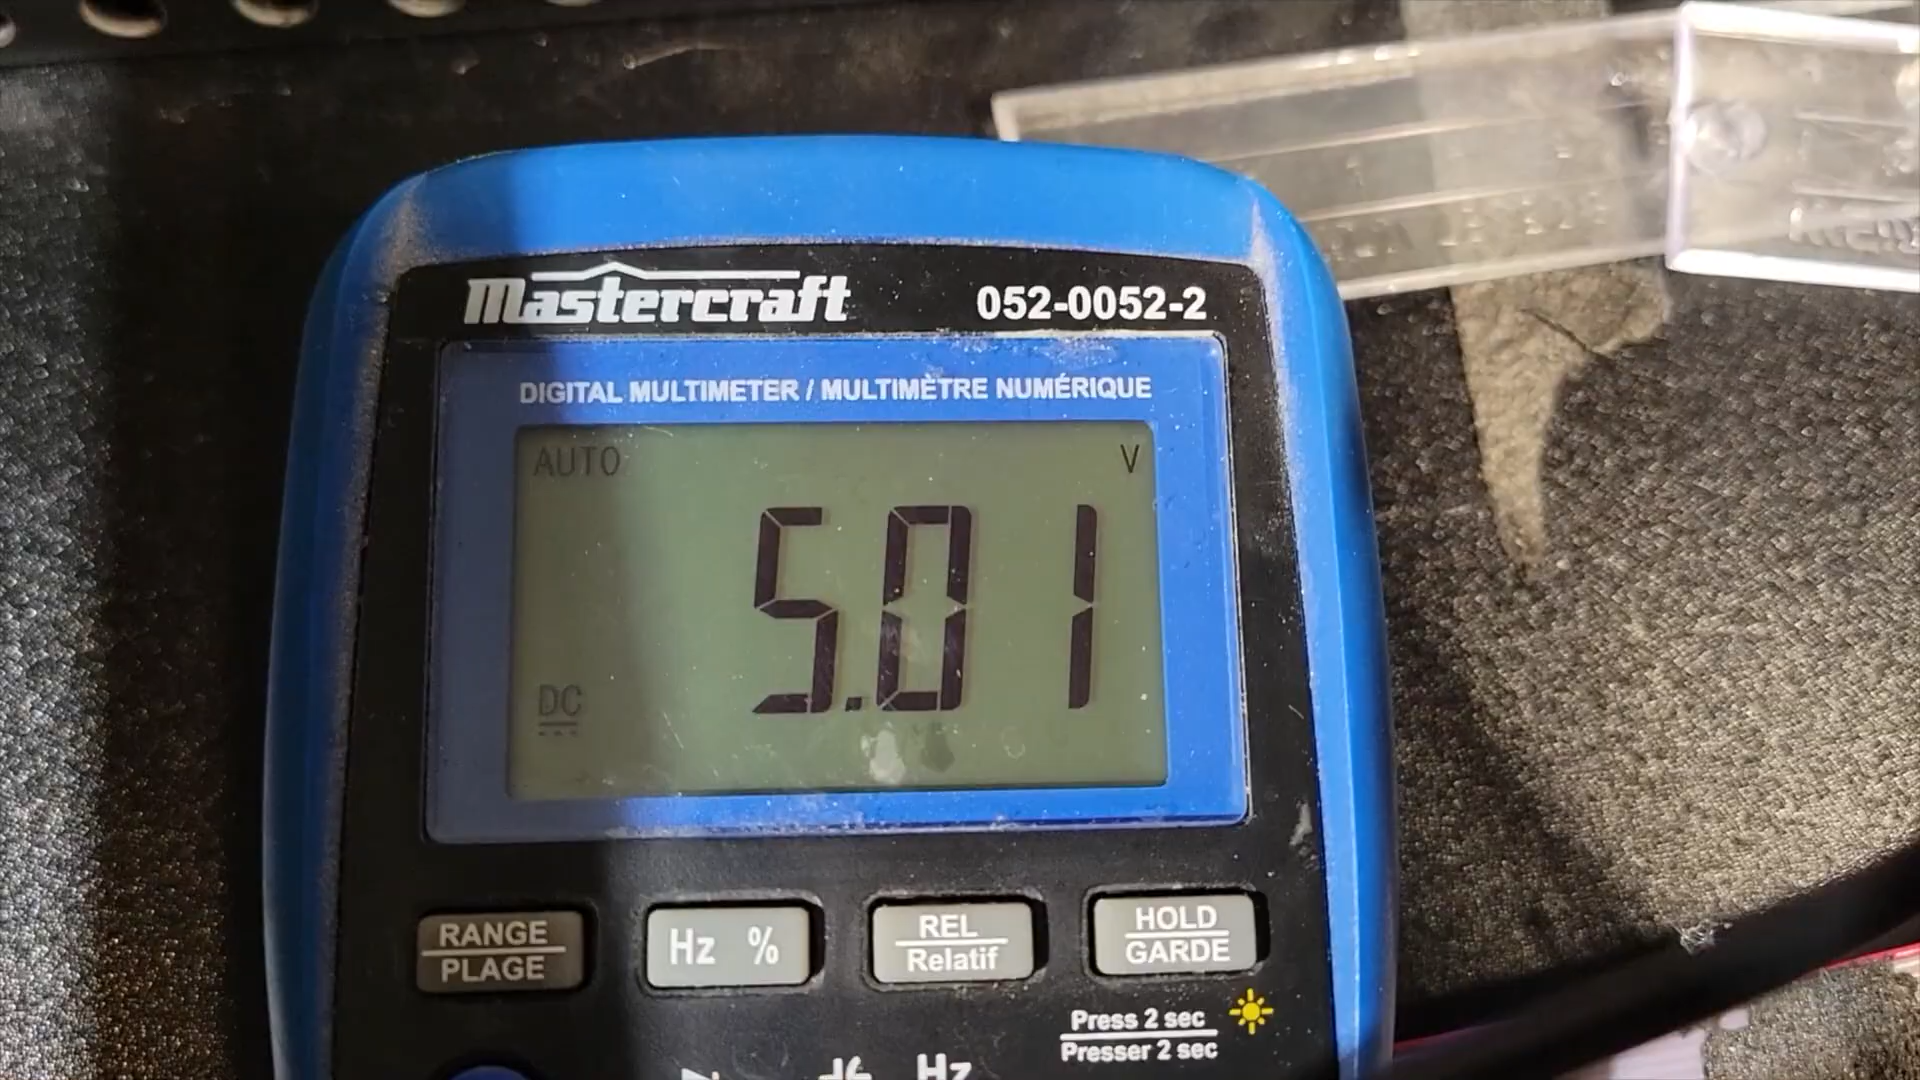 Mastercraft
052-0052-2
DIGITAL MULTIMETER / MULTIMÈTRE NUMÉRIQUE
AUTO
V
5.01
DC
RANGE
PLAGE
Hz %
REL
Relatif
HOLD
GARDE
Press 2 sec
Presser 2 sec
Hz